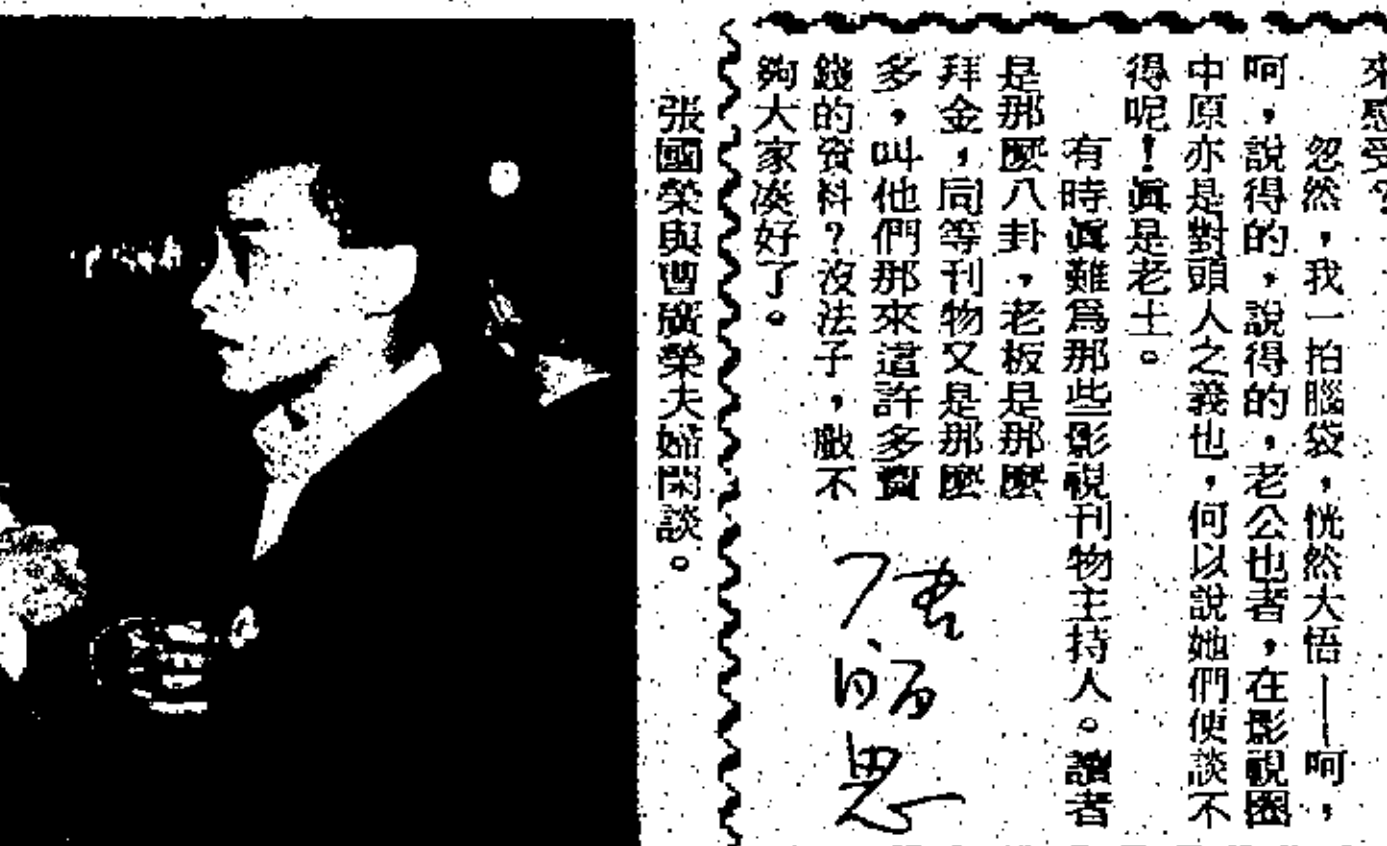 來感受？
忽然，我一拍腦袋，恍然大悟——呵，
呵，說得的，說得的，老公也者，在影視圈
中原亦是對頭人之義也，何以說她們便談不
得呢！真是老土。
有時真難為那些影視刊物主持人。讀者
是那麼八卦，老板是那麼
拜金，同等刊物又是那麼
多，叫他們那來這許多賣
錢的資料？沒法子，戲不
夠大家湊好了。
思
張國榮與曹廣榮夫婦閑談。